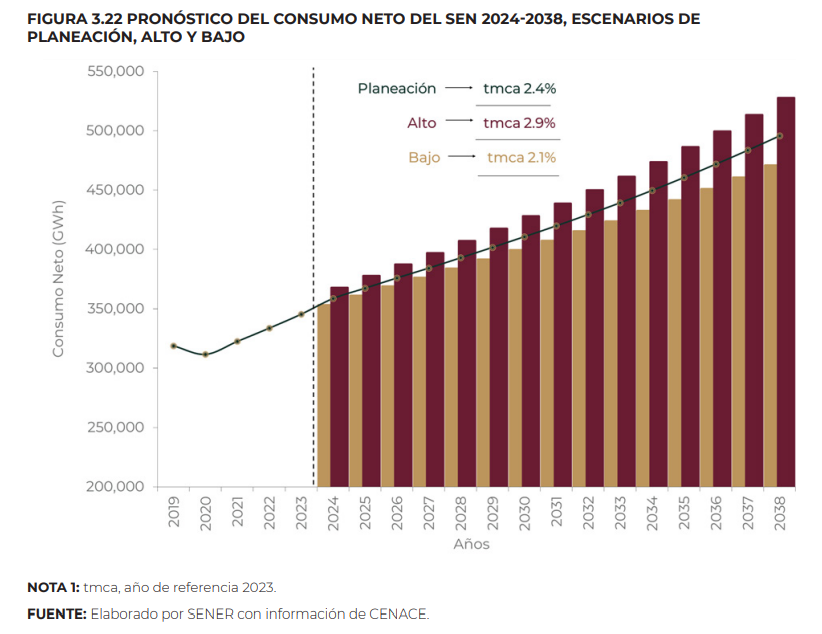 FIGURA 3.22 PRONÓSTICO DEL CONSUMO NETO DEL SEN 2024-2038, ESCENARIOS DE
PLANEACIÓN, ALTO Y BAJO
Planeación tmca 2.4%
Alto tmca 2.9%
Bajo tmca 2.1%
Consumo Neto (GWh)
550,000
500,000
450,000
400,000
350,000
300,000
250,000
200,000
2019 2020 2021 2022 2023 2024 2025 2026 2027 2028 2029 2030 2031 2032 2033 2034 2035 2036 2037 2038
Años
NOTA 1: tmca, año de referencia 2023.
FUENTE: Elaborado por SENER con información de CENACE.